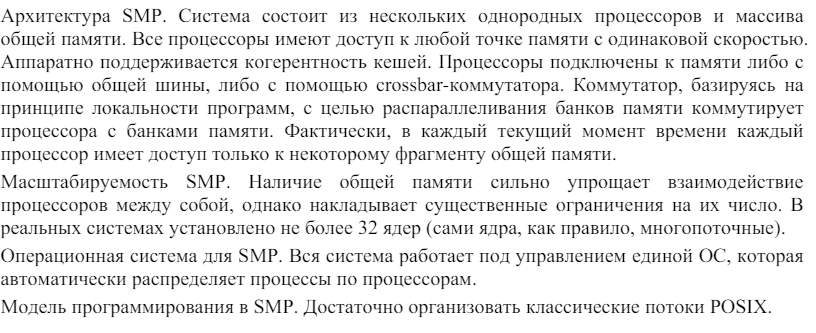 Архитектура SMP. Система состоит из нескольких однородных процессоров и массива
общей памяти. Все процессоры имеют доступ к любой точке памяти с одинаковой скоростью.
Аппаратно поддерживается когерентность кешей. Процессоры подключены к памяти либо с
помощью общей шины, либо с помощью crossbar-коммутатора. Коммутатор, базируясь на
принципе локальности программ, с целью распараллеливания банков памяти коммутирует
процессора с банками памяти. Фактически, в каждый текущий момент времени каждый
процессор имеет доступ только к некоторому фрагменту общей памяти.
Масштабируемость SMP. Наличие общей памяти сильно упрощает взаимодействие
процессоров между собой, однако накладывает существенные ограничения на их число. В
реальных системах установлено не более 32 ядер (сами ядра, как правило, многопоточные).
Операционная система для SMP. Вся система работает под управлением единой ОС, которая
автоматически распределяет процессы по процессорам.
Модель программирования в SMP. Достаточно организовать классические потоки POSIX.